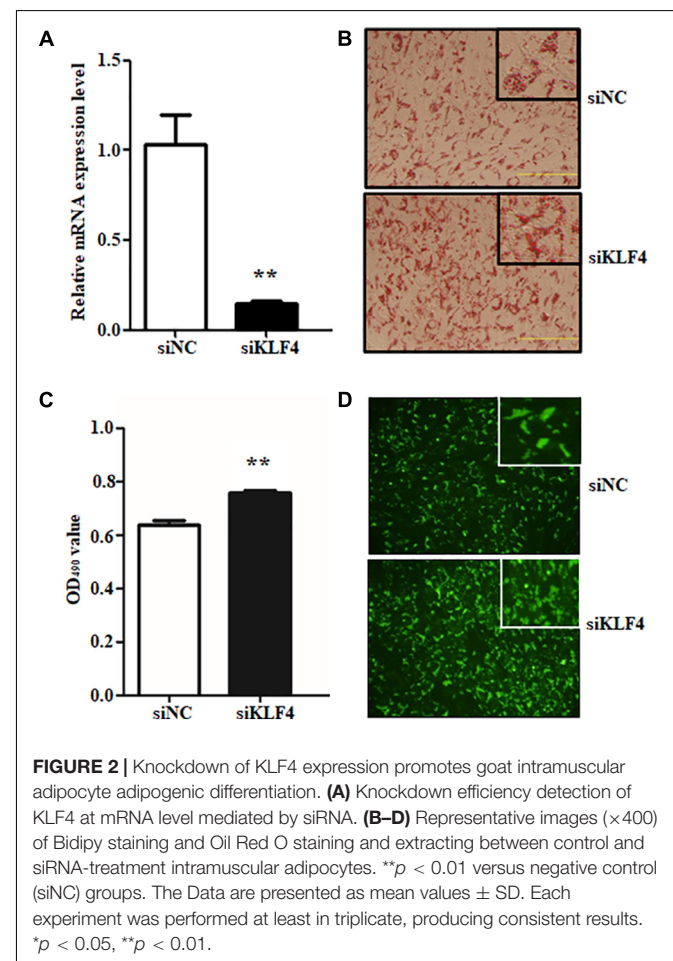 A
Relative mRNA expression level
1.5
1.0
0.5
0.0
**
siNC
siKLF4
B
siNC
siKLF4
C
OD490 value
1.0
0.8
0.6
0.4
0.2
0.0
**
siNC
siKLF4
D
siNC
siKLF4
FIGURE 2 | Knockdown of KLF4 expression promotes goat intramuscular
adipocyte adipogenic differentiation. (A) Knockdown efficiency detection of
KLF4 at mRNA level mediated by siRNA. (B–D) Representative images (×400)
of Bidipy staining and Oil Red O staining and extracting between control and
siRNA-treatment intramuscular adipocytes. **p < 0.01 versus negative control
(siNC) groups. The Data are presented as mean values ± SD. Each
experiment was performed at least in triplicate, producing consistent results.
*p < 0.05, **p < 0.01.